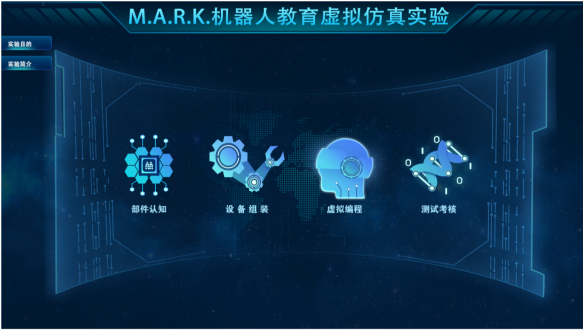 M.A.R.K.机器人教育虚拟仿真实验
实验目的
实验简介
部件认知
设备组装
虚拟编程
测试考核